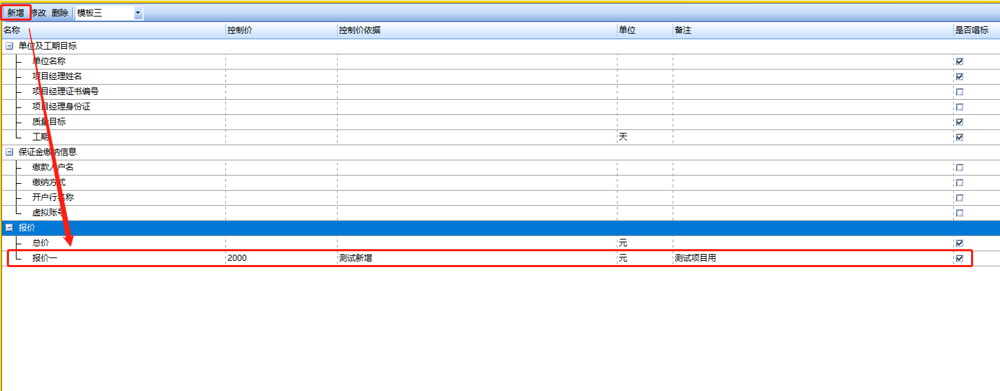 新增 修改 删除 模板三
名称 控制价 控制价依据 单位 备注 是否唱标
单位及工期目标
单位名称
项目经理姓名
项目经理证书编号
项目经理身份证
质量目标
工期 天
保证金缴纳信息
缴款人户名
缴纳方式
开户行名称
虚拟账号
报价
总价 元
报价一 2000 测试新增 元 测试项目用